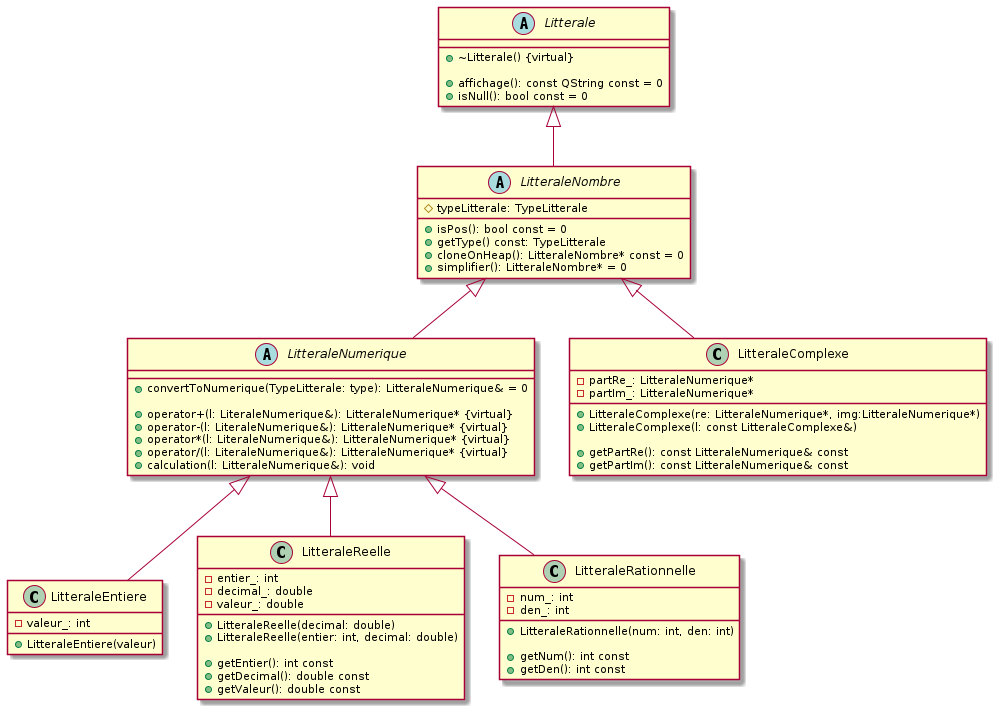 A Litterale
~Litterale() {virtual}
affichage(): const QString const = 0
isNull(): bool const = 0
A LitteraleNombre
typeLitterale: TypeLitterale
isPos(): bool const = 0
getType() const: TypeLitterale
cloneOnHeap(): LitteraleNombre* const = 0
simplifier(): LitteraleNombre* = 0
A LitteraleNumerique
convertToNumerique(TypeLitterale: type): LitteraleNumerique& = 0
operator+(l: LiteraleNumerique&): LitteraleNumerique* {virtual}
operator-(l: LiteraleNumerique&): LitteraleNumerique* {virtual}
operator*(l: LiteraleNumerique&): LitteraleNumerique* {virtual}
operator/(l: LiteraleNumerique&): LitteraleNumerique* {virtual}
calculation(l: LitteraleNumerique&): void
C LitteraleComplexe
partRe_: LitteraleNumerique*
partIm_: LitteraleNumerique*
LitteraleComplexe(re: LitteraleNumerique*, img:LitteraleNumerique*)
LitteraleComplexe(l: const LitteraleComplexe&)
getPartRe(): const LitteraleNumerique& const
getPartIm(): const LitteraleNumerique& const
C LitteraleEntiere
valeur_: int
LitteraleEntiere(valeur)
C LitteraleReelle
entier_: int
decimal_: double
valeur_: double
LitteraleReelle(decimal: double)
LitteraleReelle(entier: int, decimal: double)
getEntier(): int const
getDecimal(): double const
getValeur(): double const
C LitteraleRationnelle
num_: int
den_: int
LitteraleRationnelle(num: int, den: int)
getNum(): int const
getDen(): int const